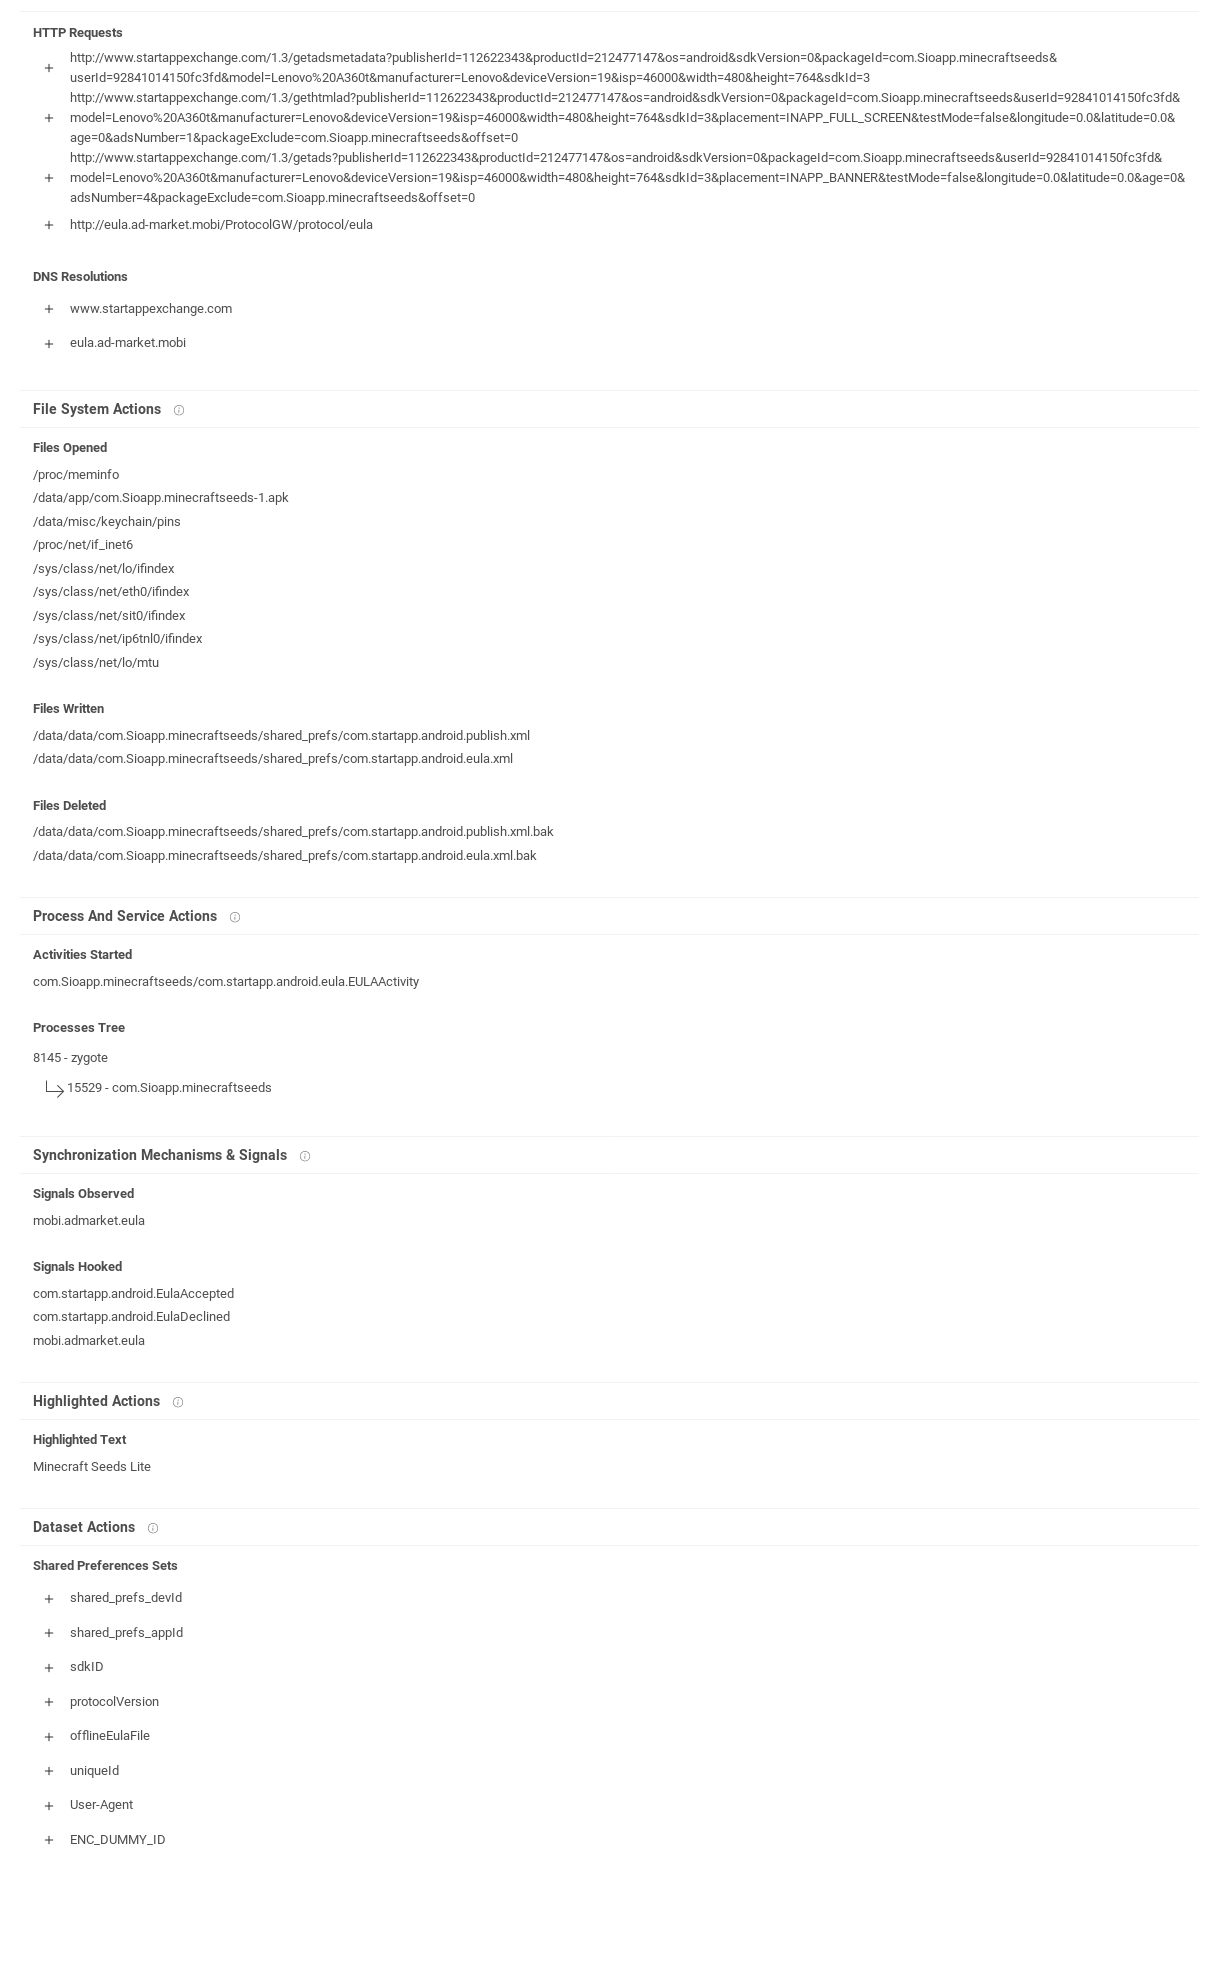 HTTP Requests
http://www.startappexchange.com/1.3/getadsmetadata?publisherId=112622343&productId=212477147&os=android&sdkVersion=0&packageId=com.Sioapp.minecraftseeds&
userId=92841014150fc3fd&model=Lenovo%20A360t&manufacturer=Lenovo&deviceVersion=19&isp=46000&width=480&height=764&sdkId=3
http://www.startappexchange.com/1.3/gethtmlad?publisherId=112622343&productId=212477147&os=android&sdkVersion=0&packageId=com.Sioapp.minecraftseeds&userId=92841014150fc3fd&
model=Lenovo%20A360t&manufacturer=Lenovo&deviceVersion=19&isp=46000&width=480&height=764&sdkId=3&placement=INAPP_FULL_SCREEN&testMode=false&longitude=0.0&latitude=0.0&
age=0&adsNumber=1&packageExclude=com.Sioapp.minecraftseeds&offset=0
http://www.startappexchange.com/1.3/getads?publisherId=112622343&productId=212477147&os=android&sdkVersion=0&packageId=com.Sioapp.minecraftseeds&userId=92841014150fc3fd&
model=Lenovo%20A360t&manufacturer=Lenovo&deviceVersion=19&isp=46000&width=480&height=764&sdkId=3&placement=INAPP_BANNER&testMode=false&longitude=0.0&latitude=0.0&age=0&
adsNumber=4&packageExclude=com.Sioapp.minecraftseeds&offset=0
http://eula.ad-market.mobi/ProtocolGW/protocol/eula
DNS Resolutions
www.startappexchange.com
eula.ad-market.mobi
File System Actions
Files Opened
/proc/meminfo
/data/app/com.Sioapp.minecraftseeds-1.apk
/data/misc/keychain/pins
/proc/net/if_inet6
/sys/class/net/lo/ifindex
/sys/class/net/eth0/ifindex
/sys/class/net/sit0/ifindex
/sys/class/net/ip6tnl0/ifindex
/sys/class/net/lo/mtu
Files Written
/data/data/com.Sioapp.minecraftseeds/shared_prefs/com.startapp.android.publish.xml
/data/data/com.Sioapp.minecraftseeds/shared_prefs/com.startapp.android.eula.xml
Files Deleted
/data/data/com.Sioapp.minecraftseeds/shared_prefs/com.startapp.android.publish.xml.bak
/data/data/com.Sioapp.minecraftseeds/shared_prefs/com.startapp.android.eula.xml.bak
Process And Service Actions
Activities Started
com.Sioapp.minecraftseeds/com.startapp.android.eula.EULAActivity
Processes Tree
8145 - zygote
15529 - com.Sioapp.minecraftseeds
Synchronization Mechanisms & Signals
Signals Observed
mobi.admarket.eula
Signals Hooked
com.startapp.android.EulaAccepted
com.startapp.android.EulaDeclined
mobi.admarket.eula
Highlighted Actions
Highlighted Text
Minecraft Seeds Lite
Dataset Actions
Shared Preferences Sets
shared_prefs_devId
shared_prefs_appId
sdkID
protocolVersion
offlineEulaFile
uniqueId
User-Agent
ENC_DUMMY_ID